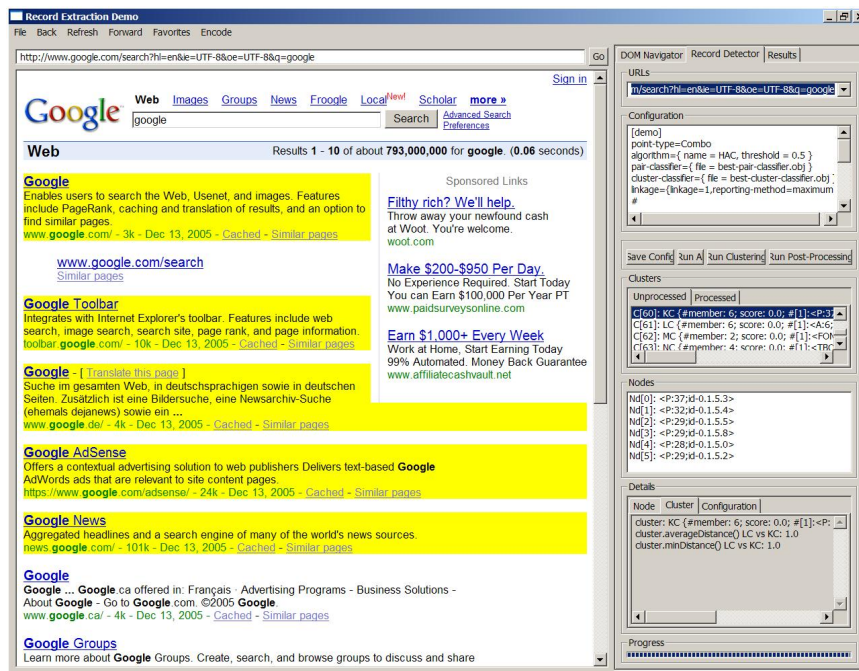 Record Extraction Demo
File Back Refresh Forward Favorites Encode
http://www.google.com/search?hl=en&ie=UTF-8&oe=UTF-8&q=google
Go
Sign in
Google
Web Images Groups News Froogle Local New! Scholar more »
google
Search
Advanced Search
Preferences
Web
Results 1 - 10 of about 793,000,000 for google. (0.06 seconds)
Google
Enables users to search the Web, Usenet, and images. Features
include PageRank, caching and translation of results, and an option to
find similar pages.
www.google.com/ - 3k - Dec 13, 2005 - Cached - Similar pages
www.google.com/search
Similar pages
Google Toolbar
Integrates with Internet Explorer's toolbar. Features include web
search, image search, search site, page rank, and page information.
toolbar.google.com/ - 10k - Dec 13, 2005 - Cached - Similar pages
Google - [ Translate this page ]
Suche im gesamten Web, in deutschsprachigen sowie in deutschen
Seiten. Zusätzlich ist eine Bildersuche, eine Newsarchiv-Suche
(ehemals dejanews) sowie ein ...
www.google.de/ - 4k - Dec 13, 2005 - Cached - Similar pages
Google AdSense
Offers a contextual advertising solution to web publishers Delivers text-based Google
AdWords ads that are relevant to site content pages.
https://www.google.com/adsense/ - 24k - Dec 13, 2005 - Cached - Similar pages
Google News
Aggregated headlines and a search engine of many of the world's news sources.
news.google.com/ - 101k - Dec 13, 2005 - Cached - Similar pages
Google
Google ... Google.ca offered in: Français · Advertising Programs - Business Solutions -
About Google - Go to Google.com. ©2005 Google.
www.google.ca/ - 4k - Dec 13, 2005 - Cached - Similar pages
Google Groups
Learn more about Google Groups. Create, search, and browse groups to discuss and share
Sponsored Links
Filthy rich? We'll help.
Throw away your newfound cash
at Woot. You're welcome.
woot.com
Make $200-$950 Per Day.
No Experience Required. Start Today
You can Earn $100,000 Per Year PT
www.paidsurveysonline.com
Earn $1,000+ Every Week
Work at Home, Start Earning Today
99% Automated. Money Back Guarantee
www.affiliatecashvault.net
DOM Navigator Record Detector Results
URLs
m/search?hl=en&ie=UTF-8&oe=UTF-8&q=google
Configuration
[demo]
point-type=Combo
algorithm={ name = HAC, threshold = 0.5 }
pair-classifier={ file = best-pair-classifier.obj }
cluster-classifier={ file = best-cluster-classifier.obj }
linkage={linkage=1,reporting-method=maximum
#
Save Config Run A Run Clustering Run Post-Processing
Clusters
Unprocessed Processed
C[60]: KC {#member: 6; score: 0.0; #[1]:<P:37
C[61]: LC {#member: 6; score: 0.0; #[1]:<A:6;
C[62]: MC {#member: 2; score: 0.0; #[1]:<FON
C[63]: NC {#member: 4; score: 0.0; #[1]:<TBO
Nodes
Nd[0]: <P:37;id-0.1.5.3>
Nd[1]: <P:32;id-0.1.5.4>
Nd[2]: <P:29;id-0.1.5.5>
Nd[3]: <P:29;id-0.1.5.8>
Nd[4]: <P:28;id-0.1.5.0>
Nd[5]: <P:29;id-0.1.5.2>
Details
Node Cluster Configuration
cluster: KC {#member: 6; score: 0.0; #[1]:<P:
cluster.averageDistance() LC vs KC: 1.0
cluster.minDistance() LC vs KC: 1.0
Progress